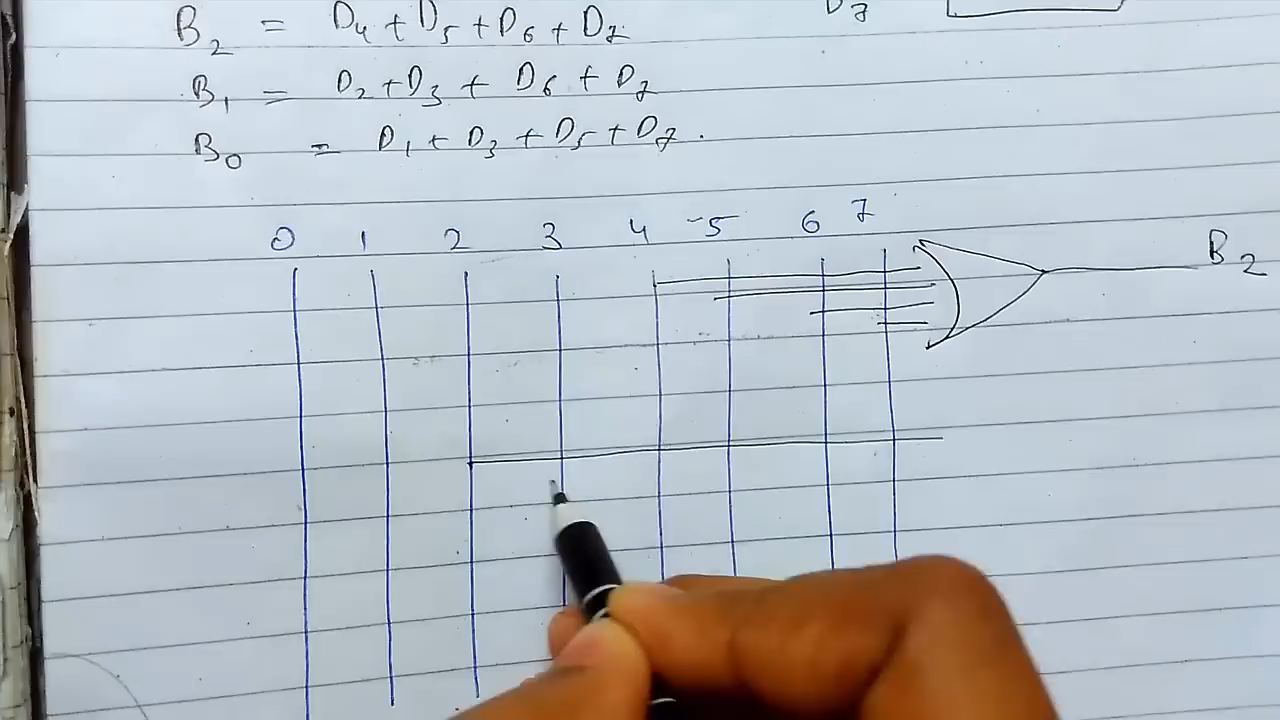 B₂ = D₄ + D₅ + D₆ + D₇
D₇
B₁ = D₂ + D₃ + D₆ + D₇
B₀ = D₁ + D₃ + D₅ + D₇.
0 1 2 3 4 5 6 7
B₂